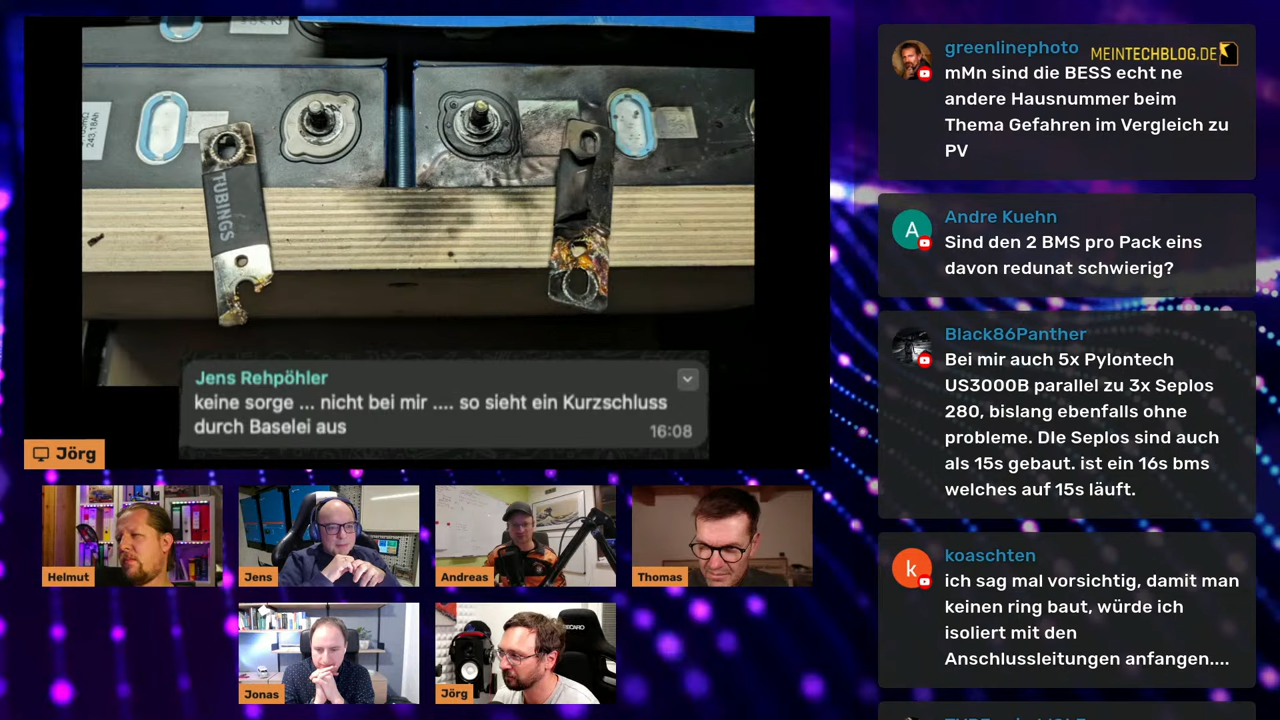 243,18Ah
TUBINGS
Jens Rehpöhler
keine sorge ... nicht bei mir .... so sieht ein Kurzschluss
durch Baselei aus
16:08
Jörg
Helmut
Jens
Andreas
Thomas
Jonas
Jörg
greenlinephoto
MEINTECHBLOG.DE
mMn sind die BESS echt ne
andere Hausnummer beim
Thema Gefahren im Vergleich zu
PV
Andre Kuehn
A
Sind den 2 BMS pro Pack eins
davon redunat schwierig?
Black86Panther
Bei mir auch 5x Pylontech
US3000B parallel zu 3x Seplos
280, bislang ebenfalls ohne
probleme. DIe Seplos sind auch
als 15s gebaut. ist ein 16s bms
welches auf 15s läuft.
koaschten
k
ich sag mal vorsichtig, damit man
keinen ring baut, würde ich
isoliert mit den
Anschlussleitungen anfangen....